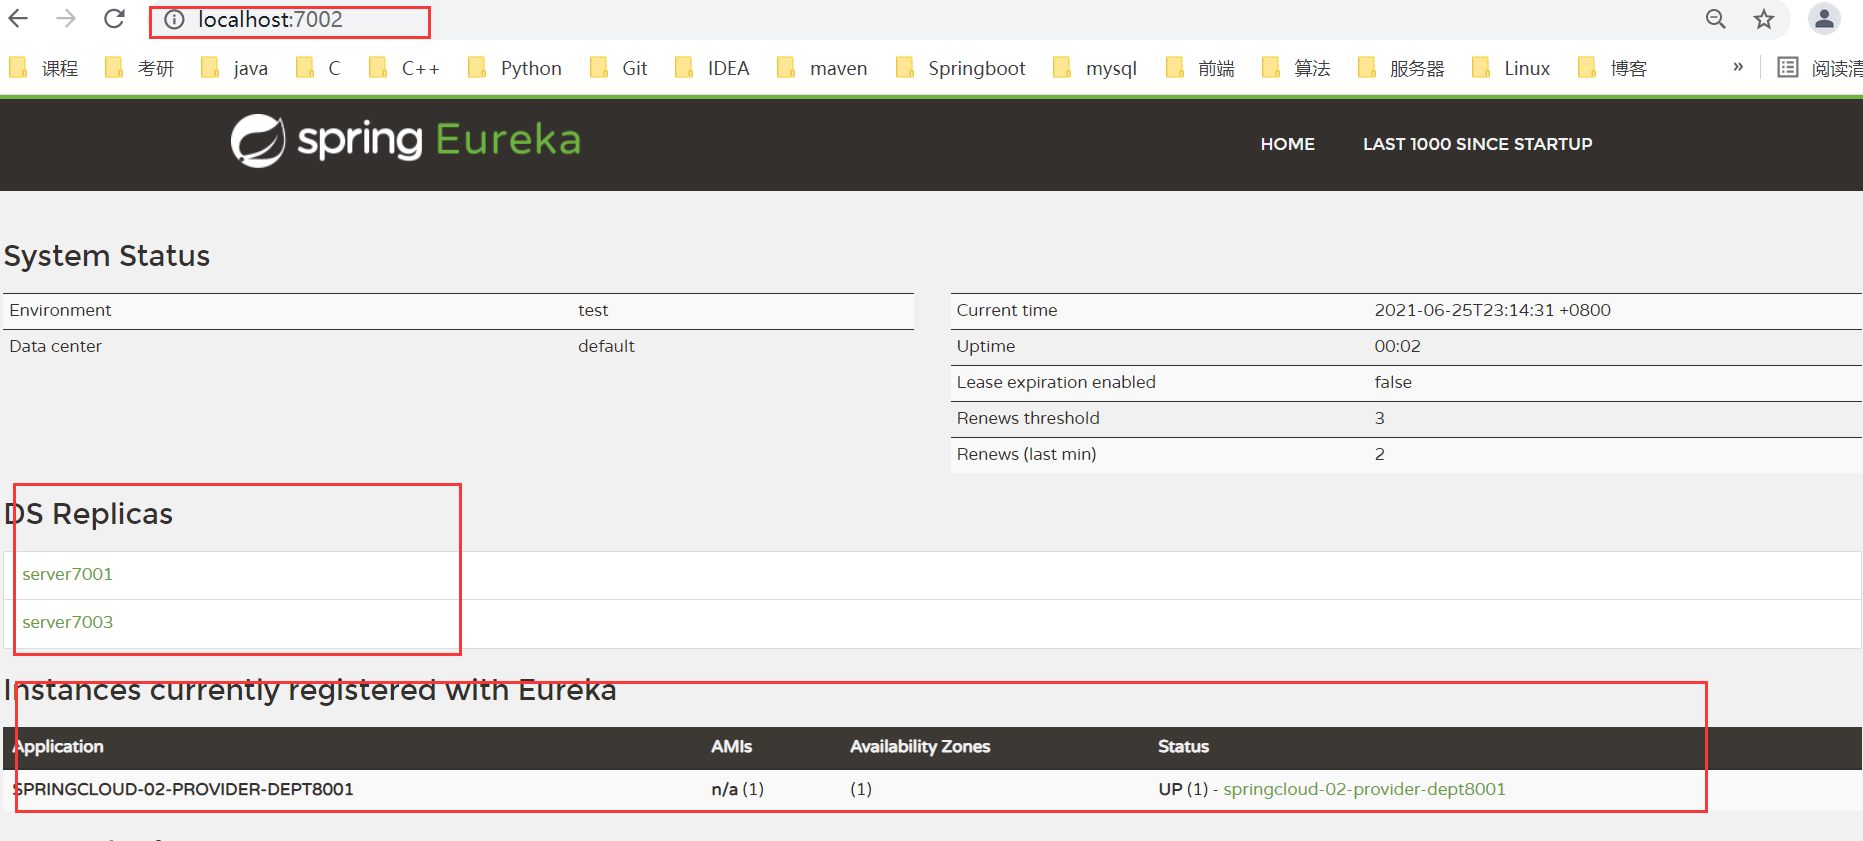 localhost:7002
课程 考研 java C C++ Python Git IDEA maven Springboot mysql 前端 算法 服务器 Linux 博客 » 阅读清
spring Eureka
HOME LAST 1000 SINCE STARTUP
System Status
Environment test
Data center default
Current time 2021-06-25T23:14:31 +0800
Uptime 00:02
Lease expiration enabled false
Renews threshold 3
Renews (last min) 2
DS Replicas
server7001
server7003
Instances currently registered with Eureka
Application AMIs Availability Zones Status
SPRINGCLOUD-02-PROVIDER-DEPT8001 n/a (1) (1) UP (1) - springcloud-02-provider-dept8001